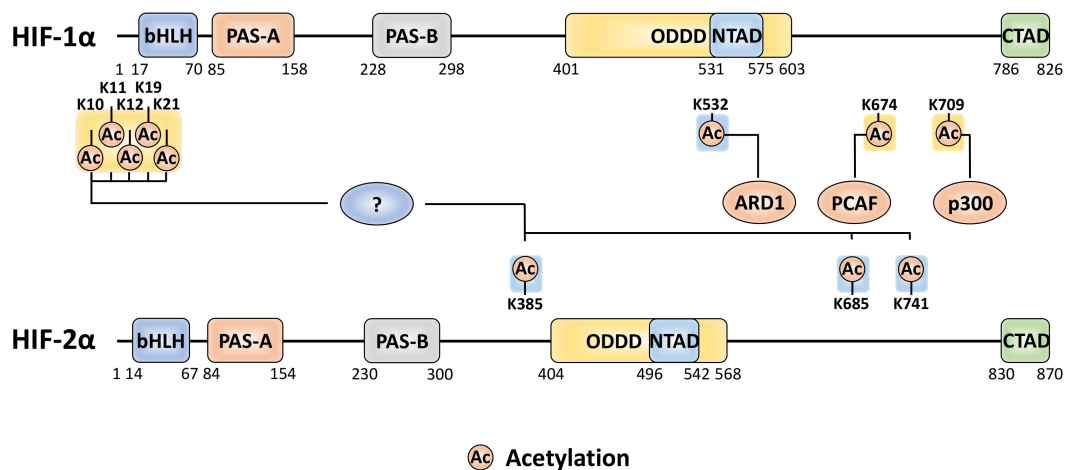 HIF-1α bHLH PAS-A PAS-B ODDD NTAD CTAD
1 17 70 85 158 228 298 401 531 575 603 786 826
K11 K19
K10 K12 K21
K532 K674 K709
Ac Ac Ac Ac Ac
Ac Ac Ac
? ARD1 PCAF p300
Ac Ac Ac
K385 K685 K741
HIF-2α bHLH PAS-A PAS-B ODDD NTAD CTAD
1 14 67 84 154 230 300 404 496 542 568 830 870
Ac Acetylation